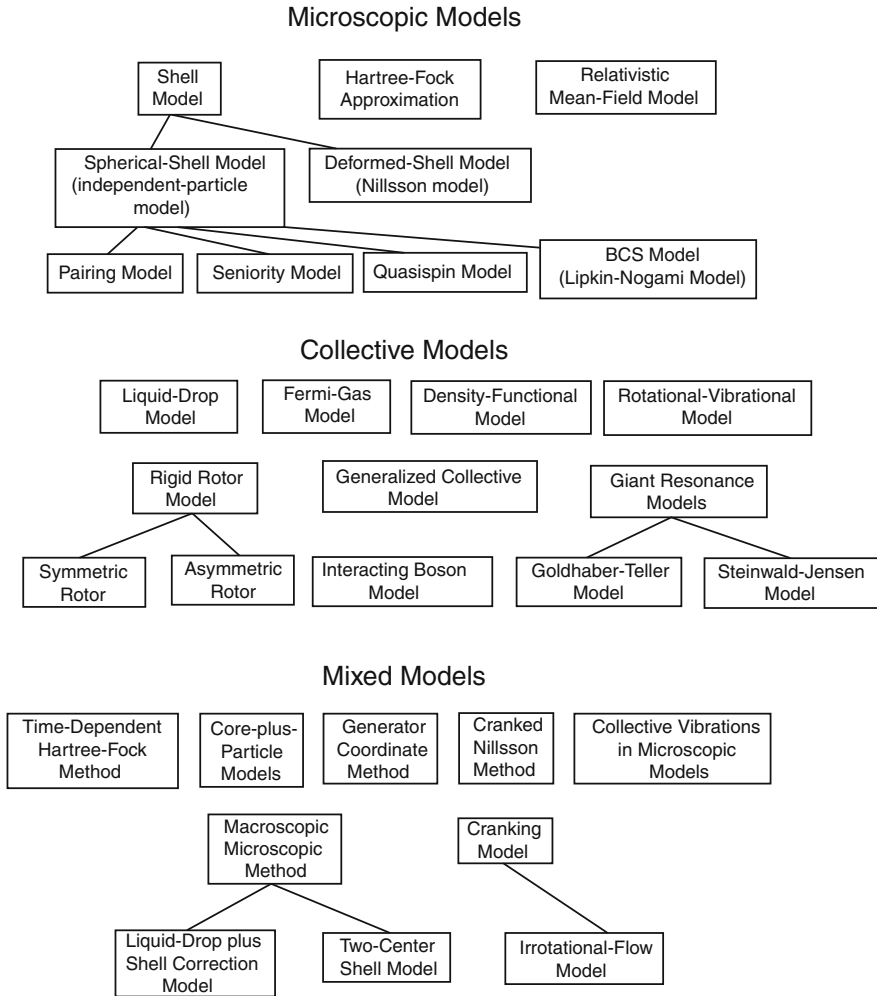 Microscopic Models
Shell
Model
Hartree-Fock
Approximation
Relativistic
Mean-Field Model
Spherical-Shell Model
(independent-particle
model)
Deformed-Shell Model
(Nillsson model)
Pairing Model
Seniority Model
Quasispin Model
BCS Model
(Lipkin-Nogami Model)
Collective Models
Liquid-Drop
Model
Fermi-Gas
Model
Density-Functional
Model
Rotational-Vibrational
Model
Rigid Rotor
Model
Generalized Collective
Model
Giant Resonance
Models
Symmetric
Rotor
Asymmetric
Rotor
Interacting Boson
Model
Goldhaber-Teller
Model
Steinwald-Jensen
Model
Mixed Models
Time-Dependent
Hartree-Fock
Method
Core-plus-
Particle
Models
Generator
Coordinate
Method
Cranked
Nillsson
Method
Collective Vibrations
in Microscopic
Models
Macroscopic
Microscopic
Method
Cranking
Model
Liquid-Drop plus
Shell Correction
Model
Two-Center
Shell Model
Irrotational-Flow
Model